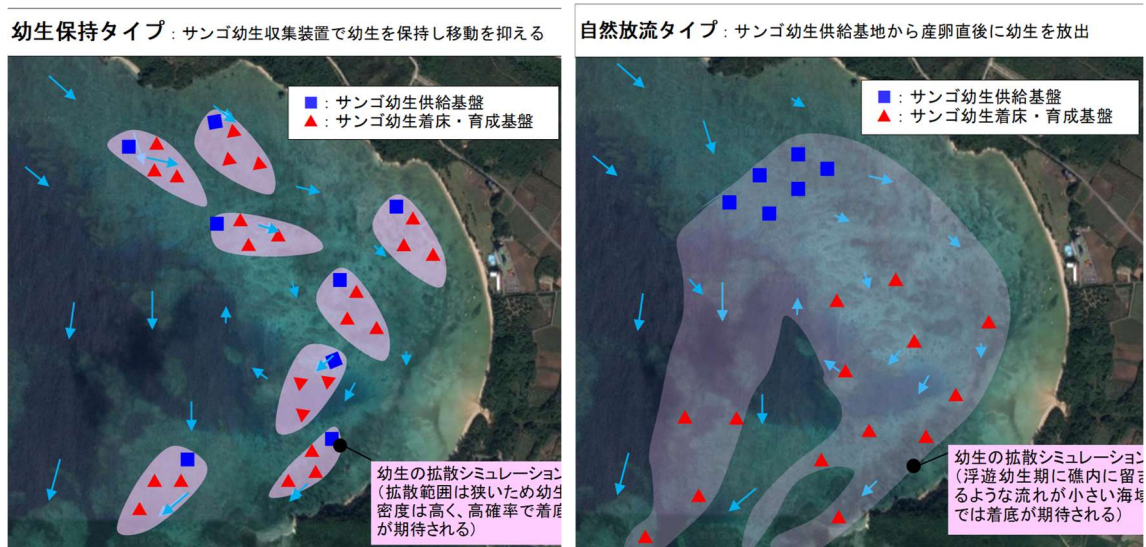 幼生保持タイプ：サンゴ幼生収集装置で幼生を保持し移動を抑える
■：サンゴ幼生供給基盤
▲：サンゴ幼生着床・育成基盤
幼生の拡散シミュレーション
（拡散範囲は狭いため幼生
密度は高く、高確率で着底
が期待される）
自然放流タイプ：サンゴ幼生供給基地から産卵直後に幼生を放出
■：サンゴ幼生供給基盤
▲：サンゴ幼生着床・育成基盤
幼生の拡散シミュレーション
（浮遊幼生期に礁内に留ま
るような流れが小さい海域
では着底が期待される）